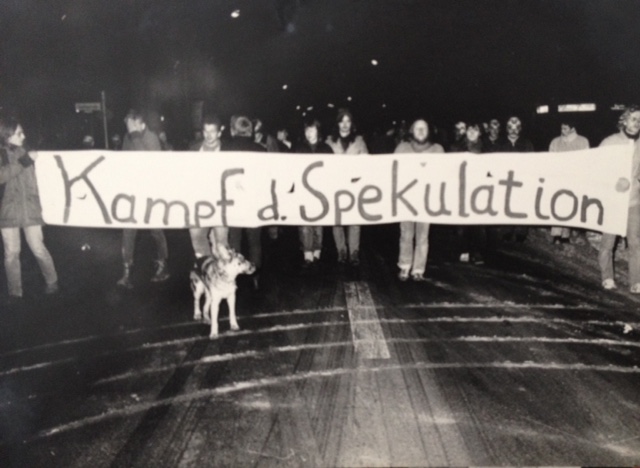 Kampf d. Spekulation